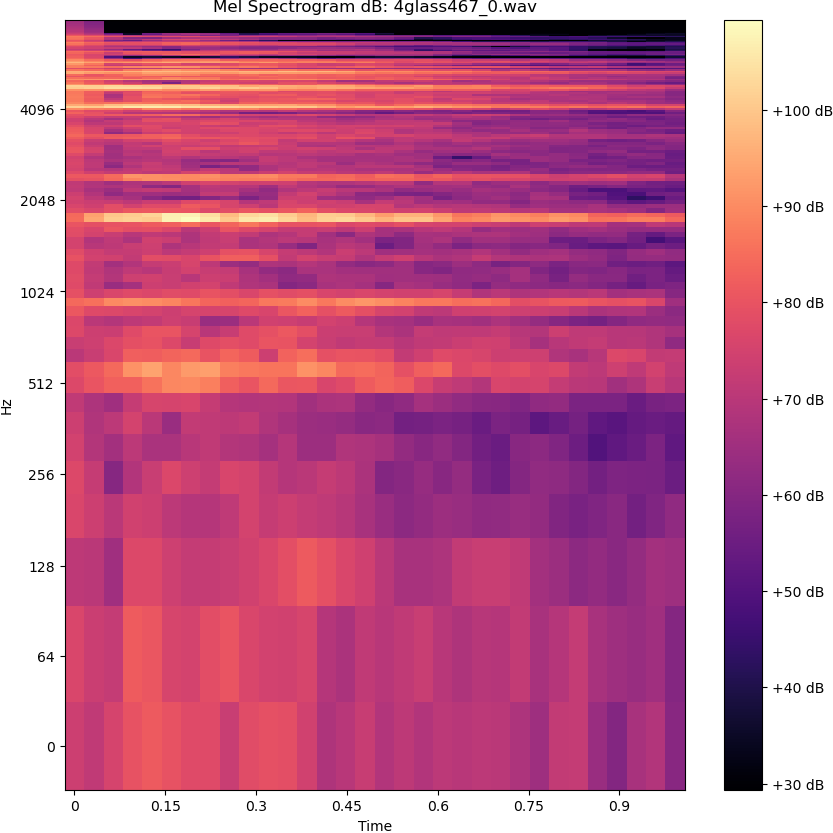 Mel Spectrogram dB: 4glass467_0.wav
4096
2048
1024
512
256
128
64
0
Hz
0
0.15
0.3
0.45
0.6
0.75
0.9
Time
+100 dB
+90 dB
+80 dB
+70 dB
+60 dB
+50 dB
+40 dB
+30 dB